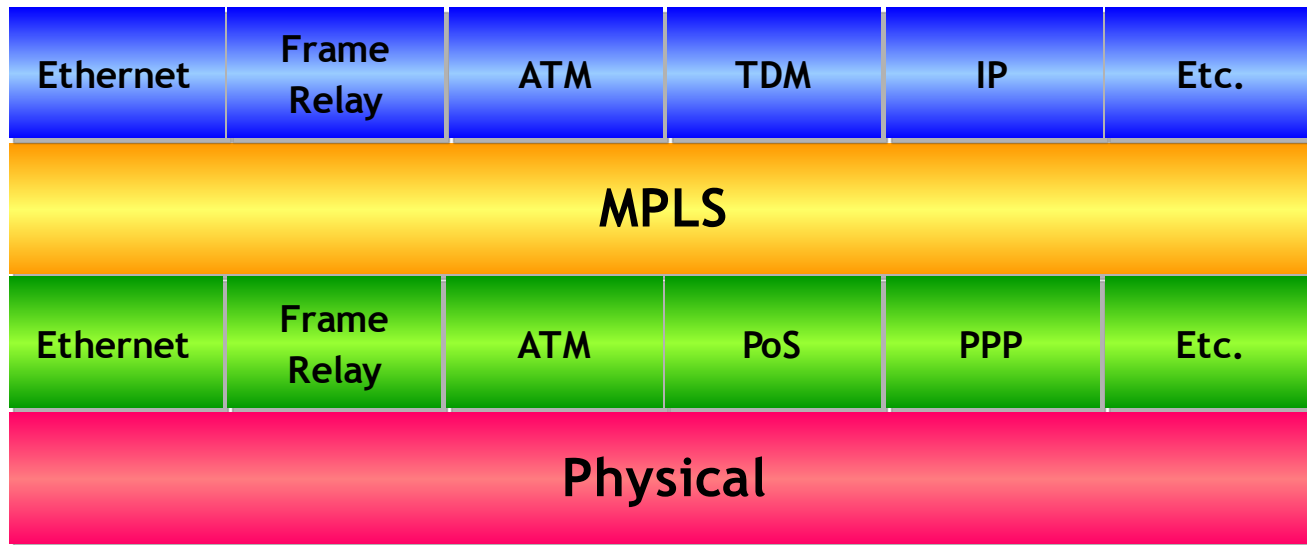 Ethernet
Frame
Relay
ATM
TDM
IP
Etc.
MPLS
Ethernet
Frame
Relay
ATM
PoS
PPP
Etc.
Physical